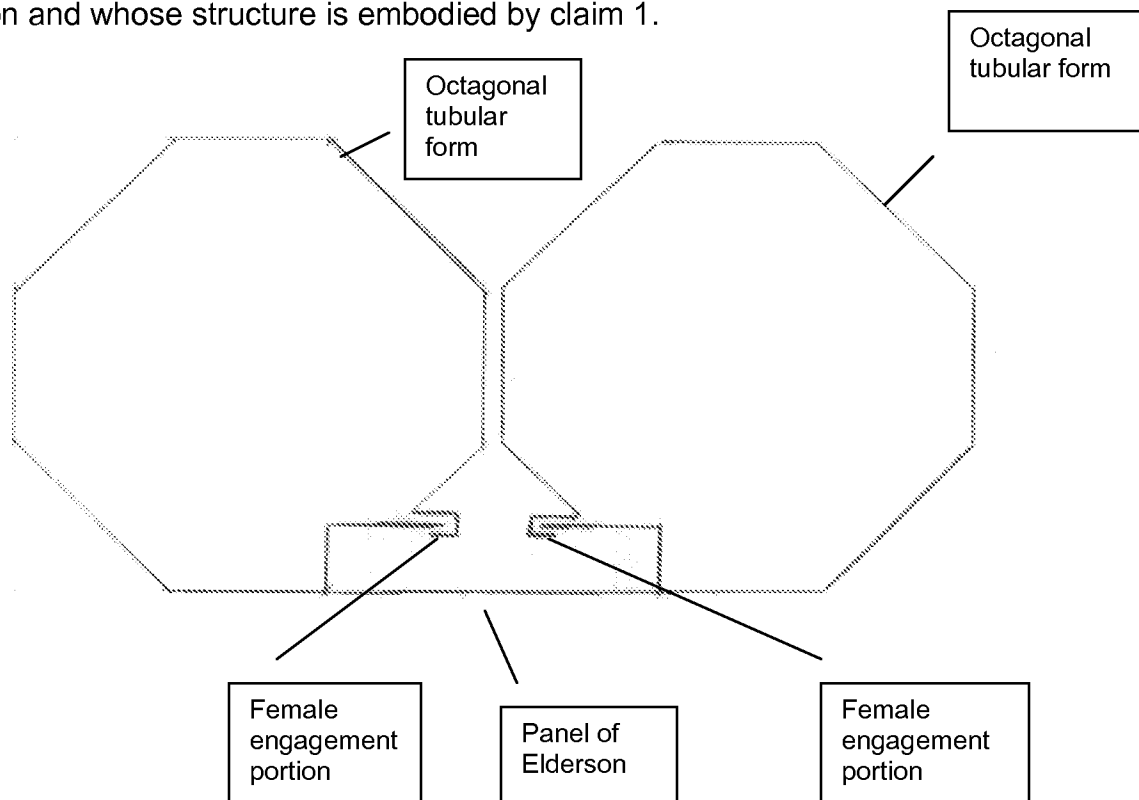 and whose structure is embodied by claim 1.
Octagonal
tubular
form
Octagonal
tubular form
Female
engagement
portion
Panel of
Elderson
Female
engagement
portion